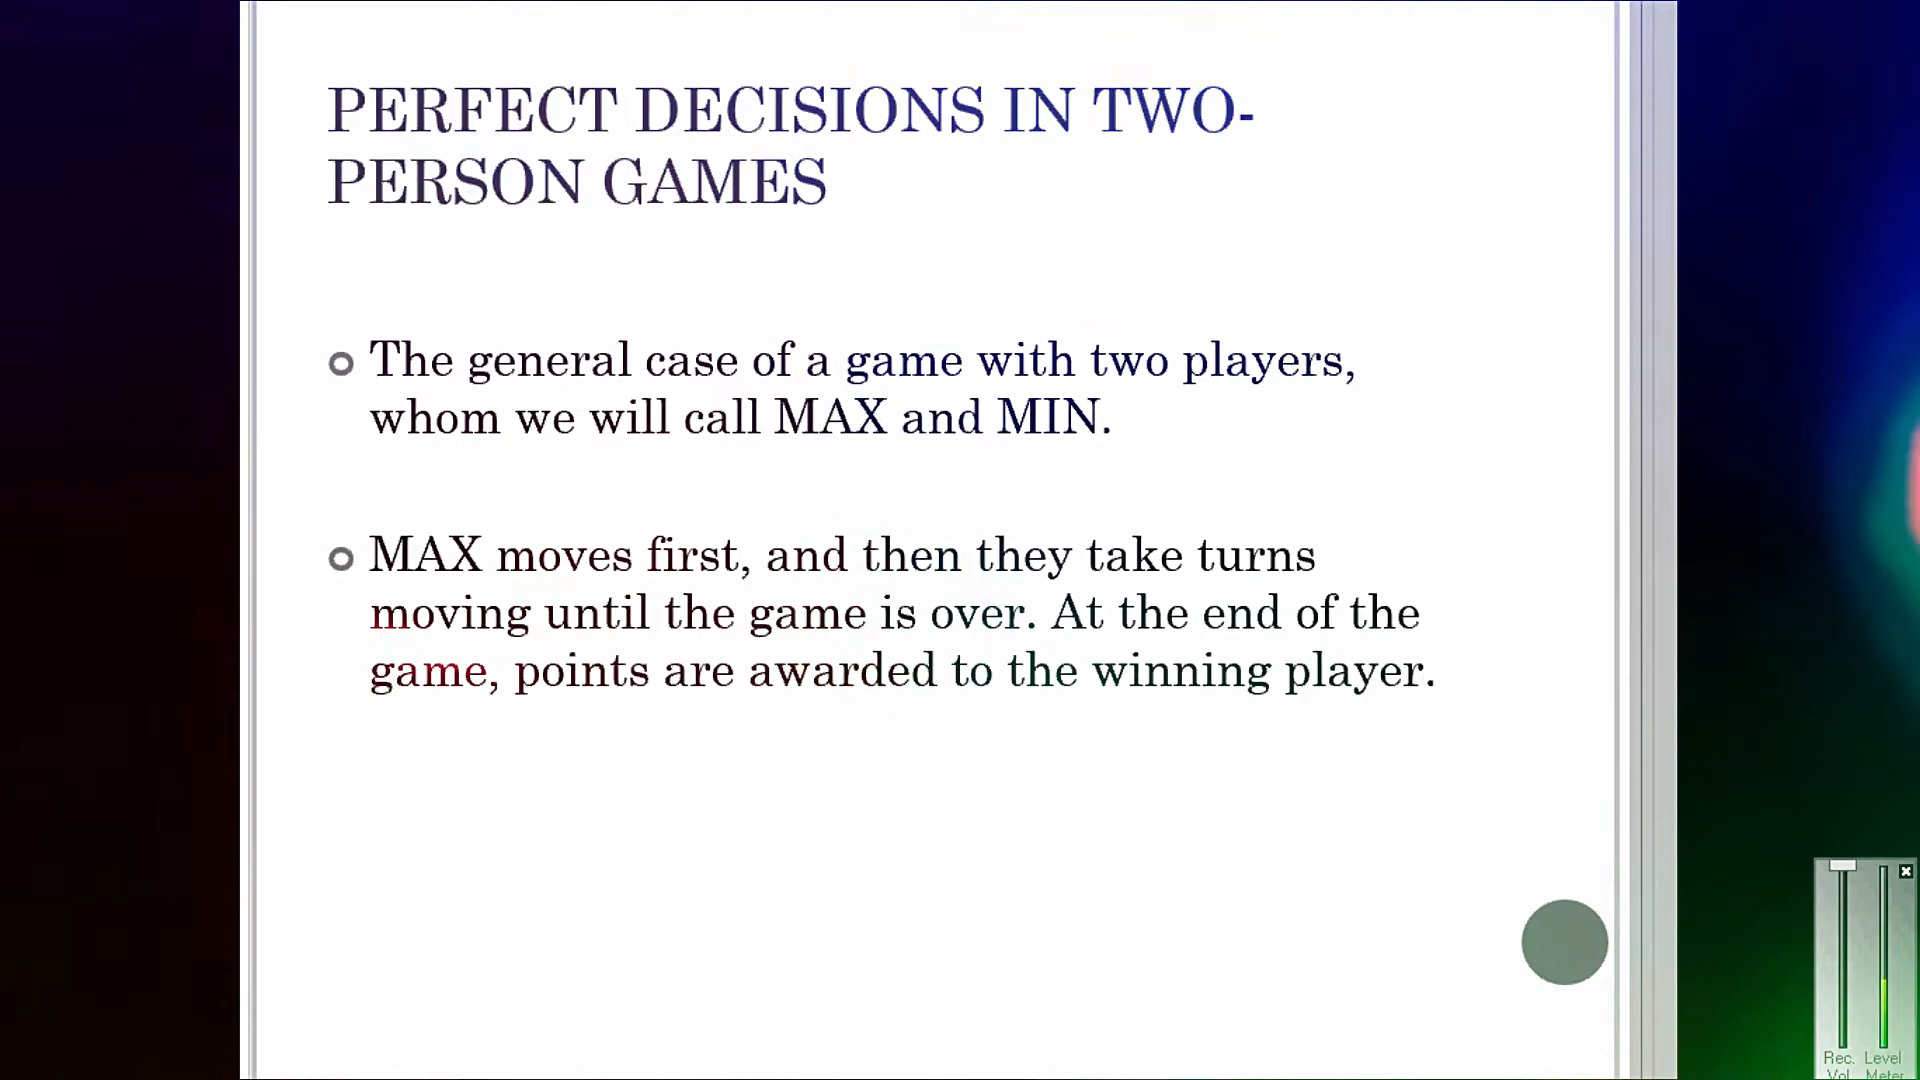 PERFECT DECISIONS IN TWO-
PERSON GAMES
The general case of a game with two players,
whom we will call MAX and MIN.
MAX moves first, and then they take turns
moving until the game is over. At the end of the
game, points are awarded to the winning player.
Rec. Level
Vol. Meter